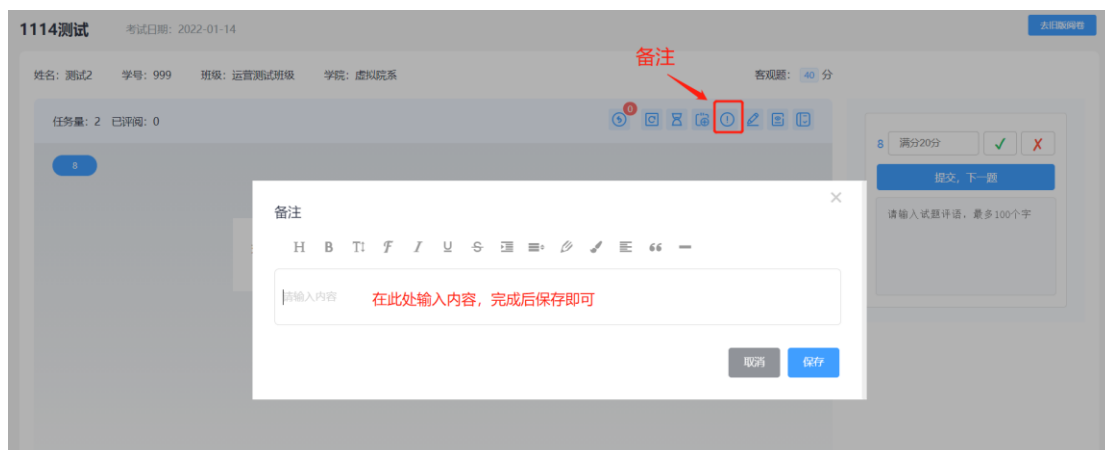 1114测试 考试日期：2022-01-14 去旧版阅卷
备注
姓名：测试2 学号：999 班级：运营测试班级 学院：虚拟院系 客观题： 40 分
任务量：2 已评阅：0 0
8 满分20分
8
提交，下一题
请输入试题评语，最多100个字
备注
H B T F I U S
请输入内容 在此处输入内容，完成后保存即可
取消 保存